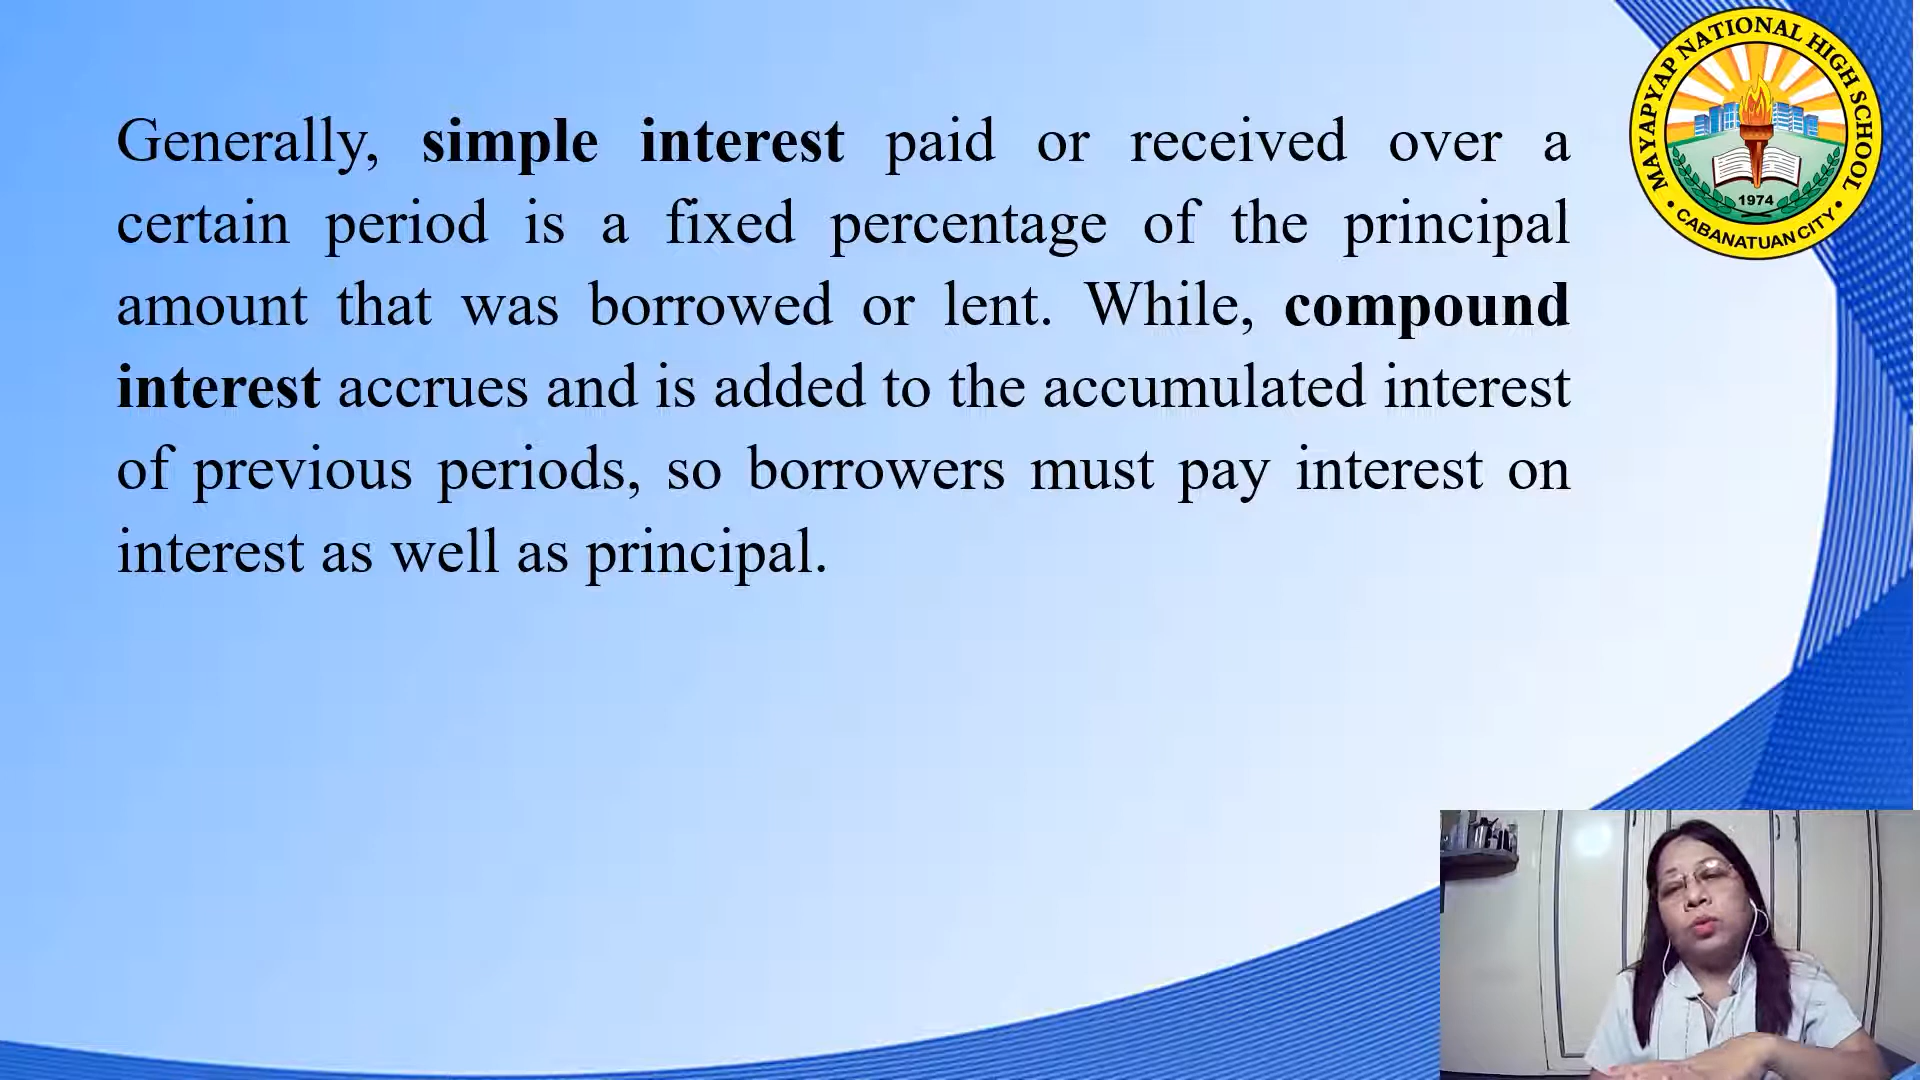 Generally, simple interest paid or received over a
certain period is a fixed percentage of the principal
amount that was borrowed or lent. While, compound
interest accrues and is added to the accumulated interest
of previous periods, so borrowers must pay interest on
interest as well as principal.
MAYAPYAP NATIONAL HIGH SCHOOL
1974
• CABANATUAN CITY •